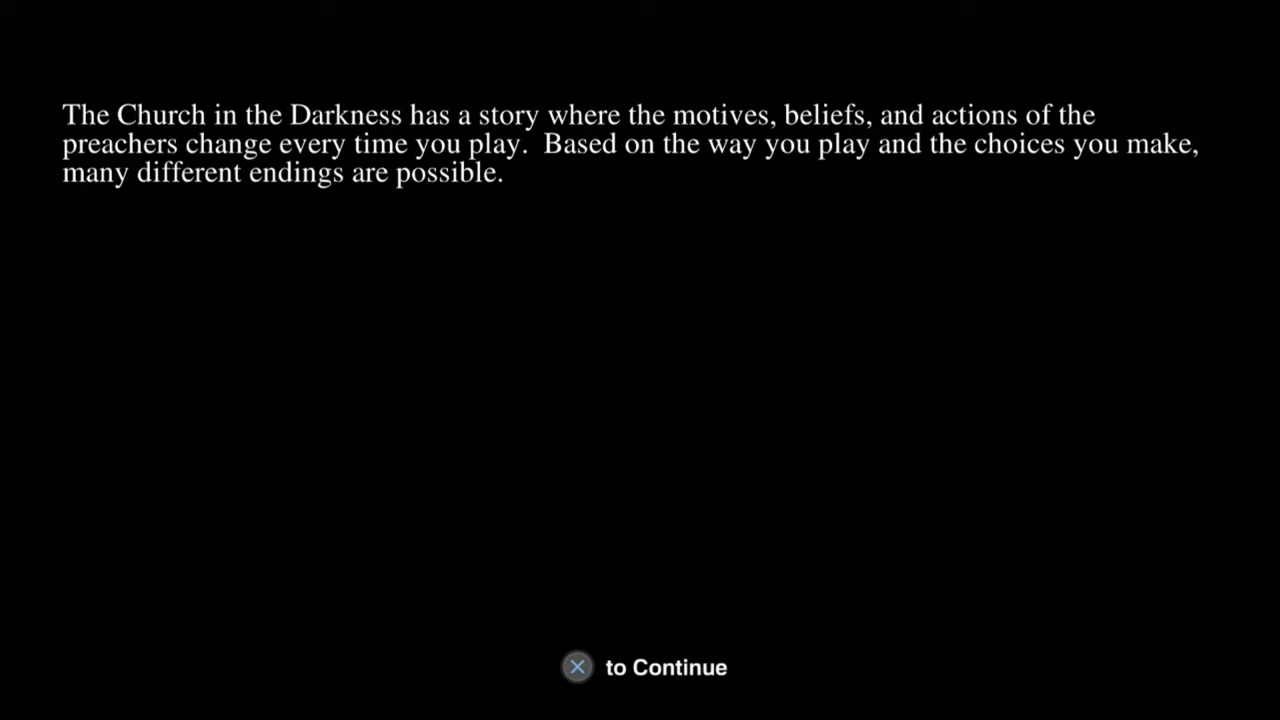 The Church in the Darkness has a story where the motives, beliefs, and actions of the
preachers change every time you play.  Based on the way you play and the choices you make,
many different endings are possible.
to Continue